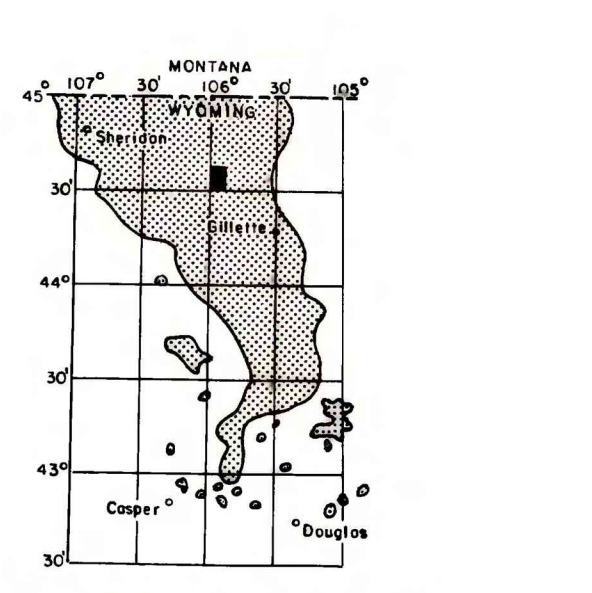 MONTANA
45° 107° 30' 106° 30' 105°
WYOMING
Sheridan
30'
Gillette
44°
30'
43°
Casper
Douglas
30'